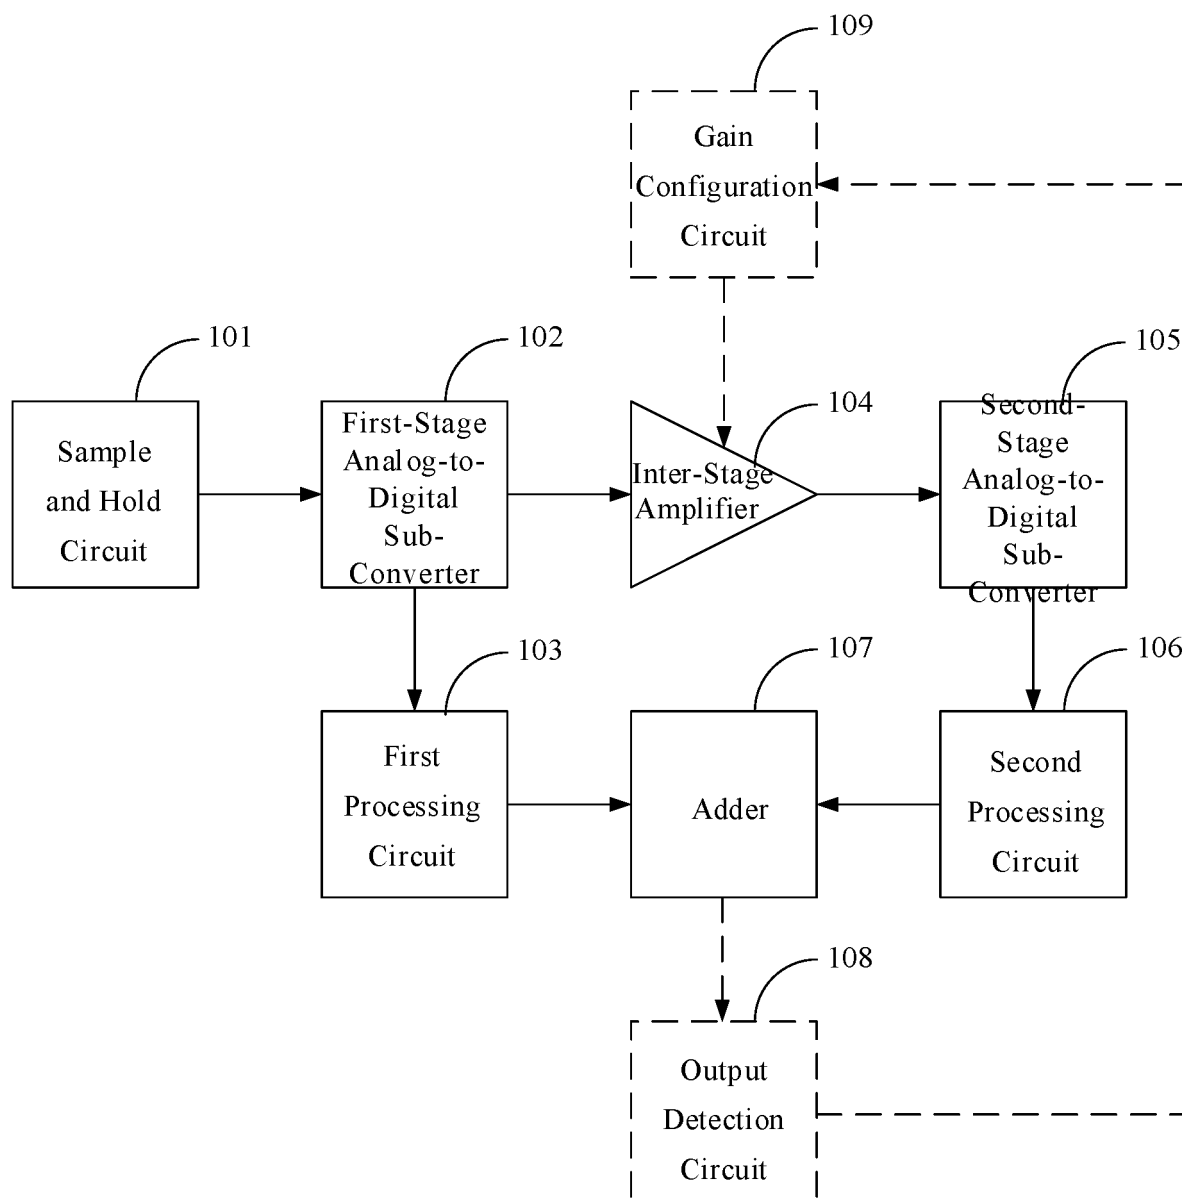 109
Gain
Configuration
Circuit
101
102
105
104
Sample
and Hold
Circuit
First-Stage
Analog-to-
Digital
Sub-
Converter
Inter-Stage
Amplifier
Second-
Stage
Analog-to-
Digital
Sub-
Converter
103
107
106
First
Processing
Circuit
Adder
Second
Processing
Circuit
108
Output
Detection
Circuit